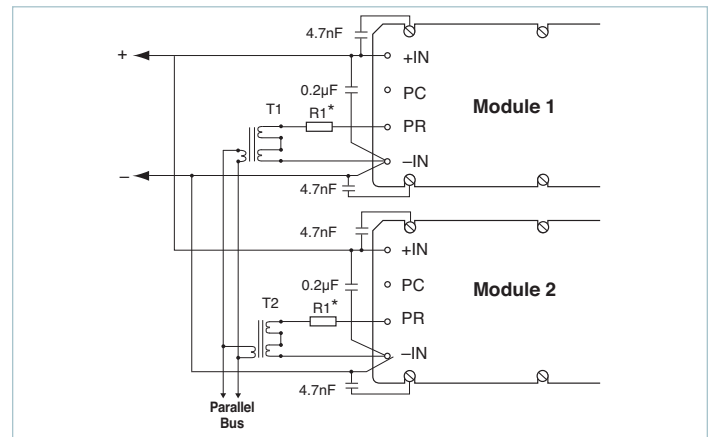 4.7nF
+
+IN
0.2µF
PC
Module 1
T1
R1*
PR
–IN
–
4.7nF
4.7nF
+IN
0.2µF
PC
Module 2
T2
R1*
PR
–IN
4.7nF
Parallel
Bus